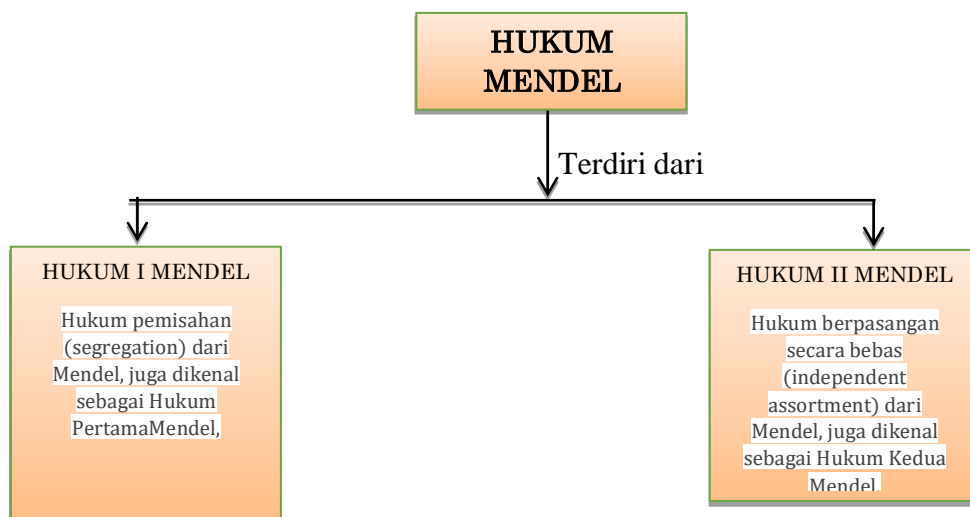 HUKUM
MENDEL
Terdiri dari
HUKUM I MENDEL
Hukum pemisahan
(segregation) dari
Mendel, juga dikenal
sebagai Hukum
PertamaMendel,
HUKUM II MENDEL
Hukum berpasangan
secara bebas
(independent
assortment) dari
Mendel, juga dikenal
sebagai Hukum Kedua
Mendel.